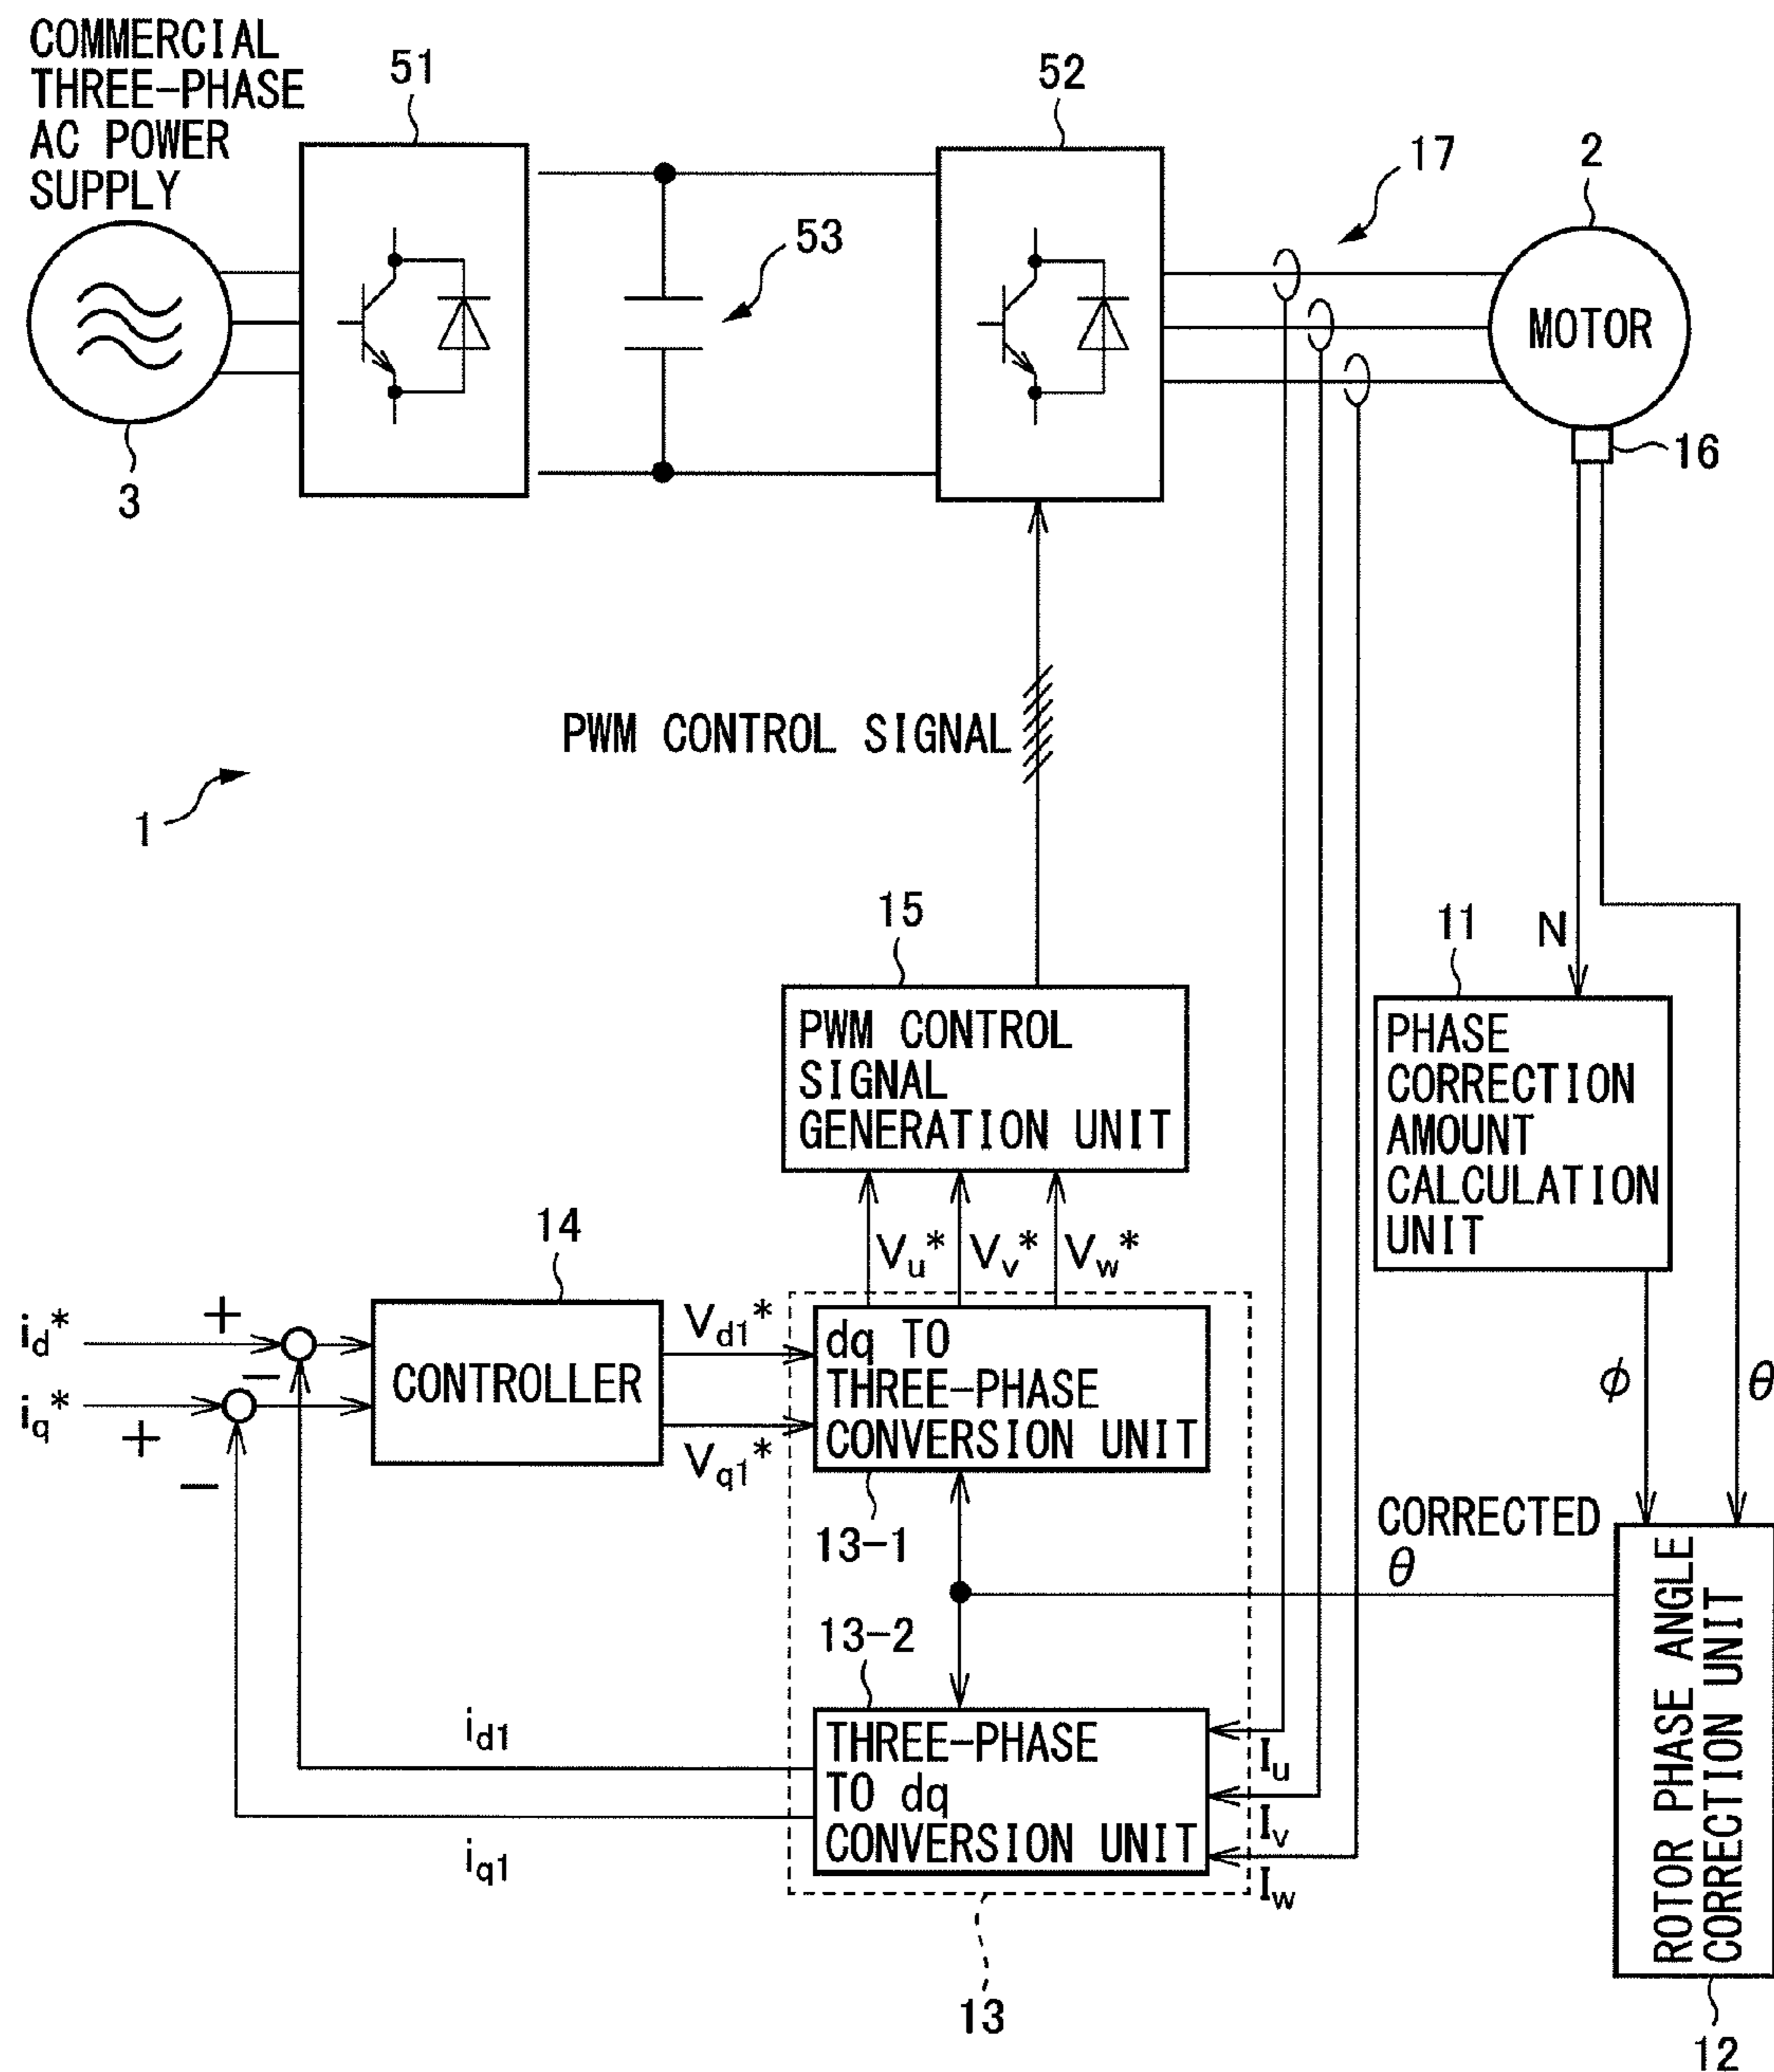 COMMERCIAL
THREE-PHASE
AC POWER
SUPPLY
51
52
17
2
53
MOTOR
3
16
PWM CONTROL SIGNAL
1
15
11
N
PWM CONTROL
SIGNAL
GENERATION UNIT
PHASE
CORRECTION
AMOUNT
CALCULATION
UNIT
14
Vu*
Vv*
Vw*
id*
+
−
iq*
+
−
CONTROLLER
Vd1*
Vq1*
dq TO
THREE-PHASE
CONVERSION UNIT
φ
θ
13-1
CORRECTED
θ
13-2
id1
iq1
THREE-PHASE
TO dq
CONVERSION UNIT
Iu
Iv
Iw
ROTOR PHASE ANGLE
CORRECTION UNIT
13
12